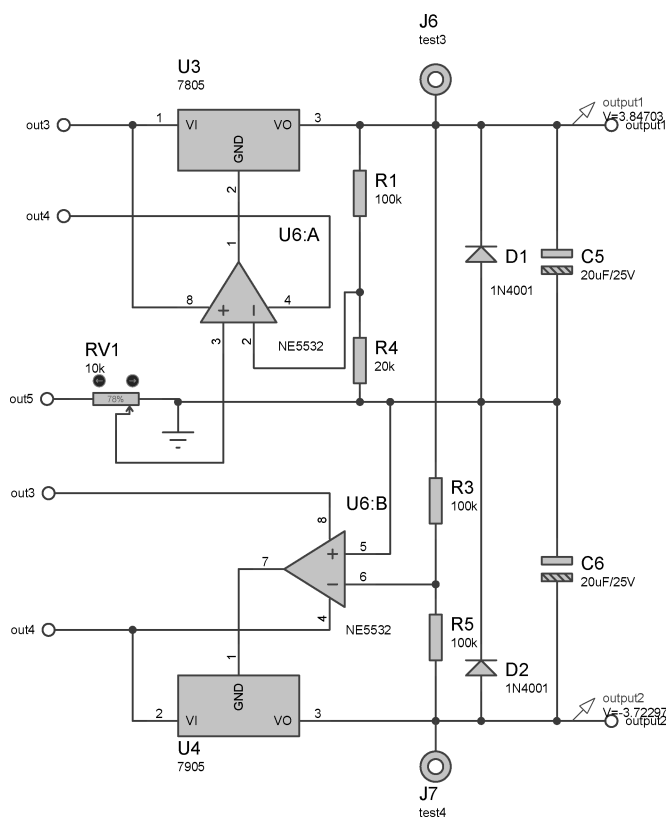 J6
test3
U3
7805
output1
V=3.84703
output1
out3
1
VI
VO
3
GND
2
R1
100k
out4
1
U6:A
D1
1N4001
C5
20uF/25V
8
+
−
4
3
2
NE5532
R4
20k
RV1
10k
78%
out5
out3
8
U6:B
R3
100k
7
+
5
−
6
4
NE5532
C6
20uF/25V
out4
R5
100k
1
D2
1N4001
GND
2
VI
VO
3
output2
V=-3.72297
output2
U4
7905
J7
test4